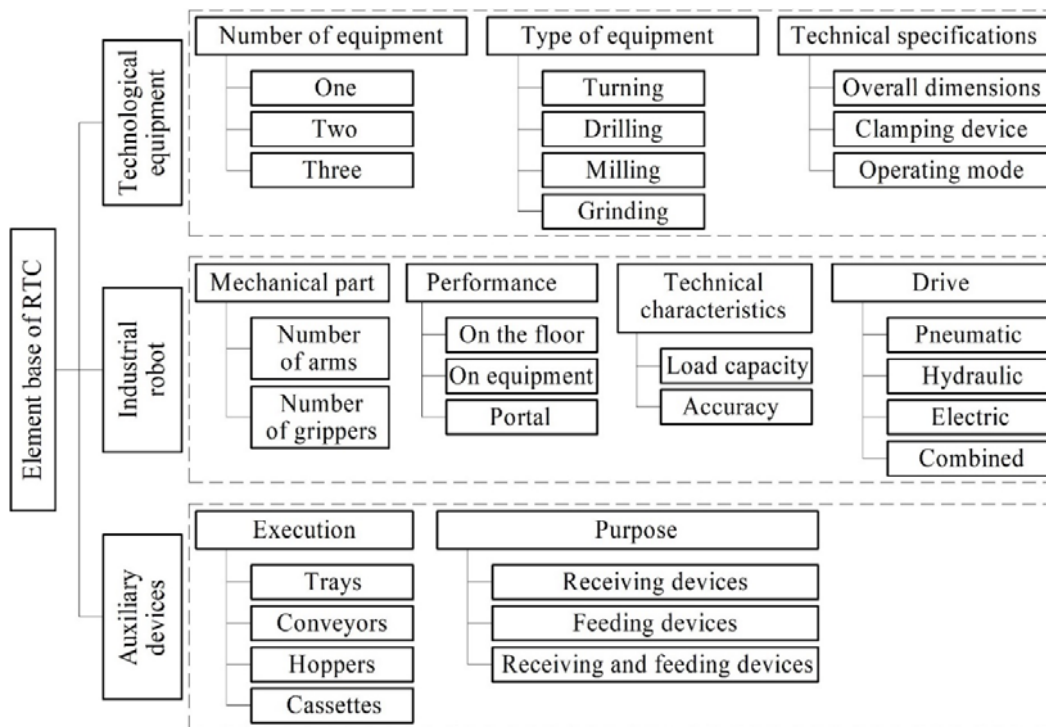 Element base of RTC
Technological
equipment
Number of equipment
One
Two
Three
Type of equipment
Turning
Drilling
Milling
Grinding
Technical specifications
Overall dimensions
Clamping device
Operating mode
Industrial
robot
Mechanical part
Number
of arms
Number
of grippers
Performance
On the floor
On equipment
Portal
Technical
characteristics
Load capacity
Accuracy
Drive
Pneumatic
Hydraulic
Electric
Combined
Auxiliary
devices
Execution
Trays
Conveyors
Hoppers
Cassettes
Purpose
Receiving devices
Feeding devices
Receiving and feeding devices